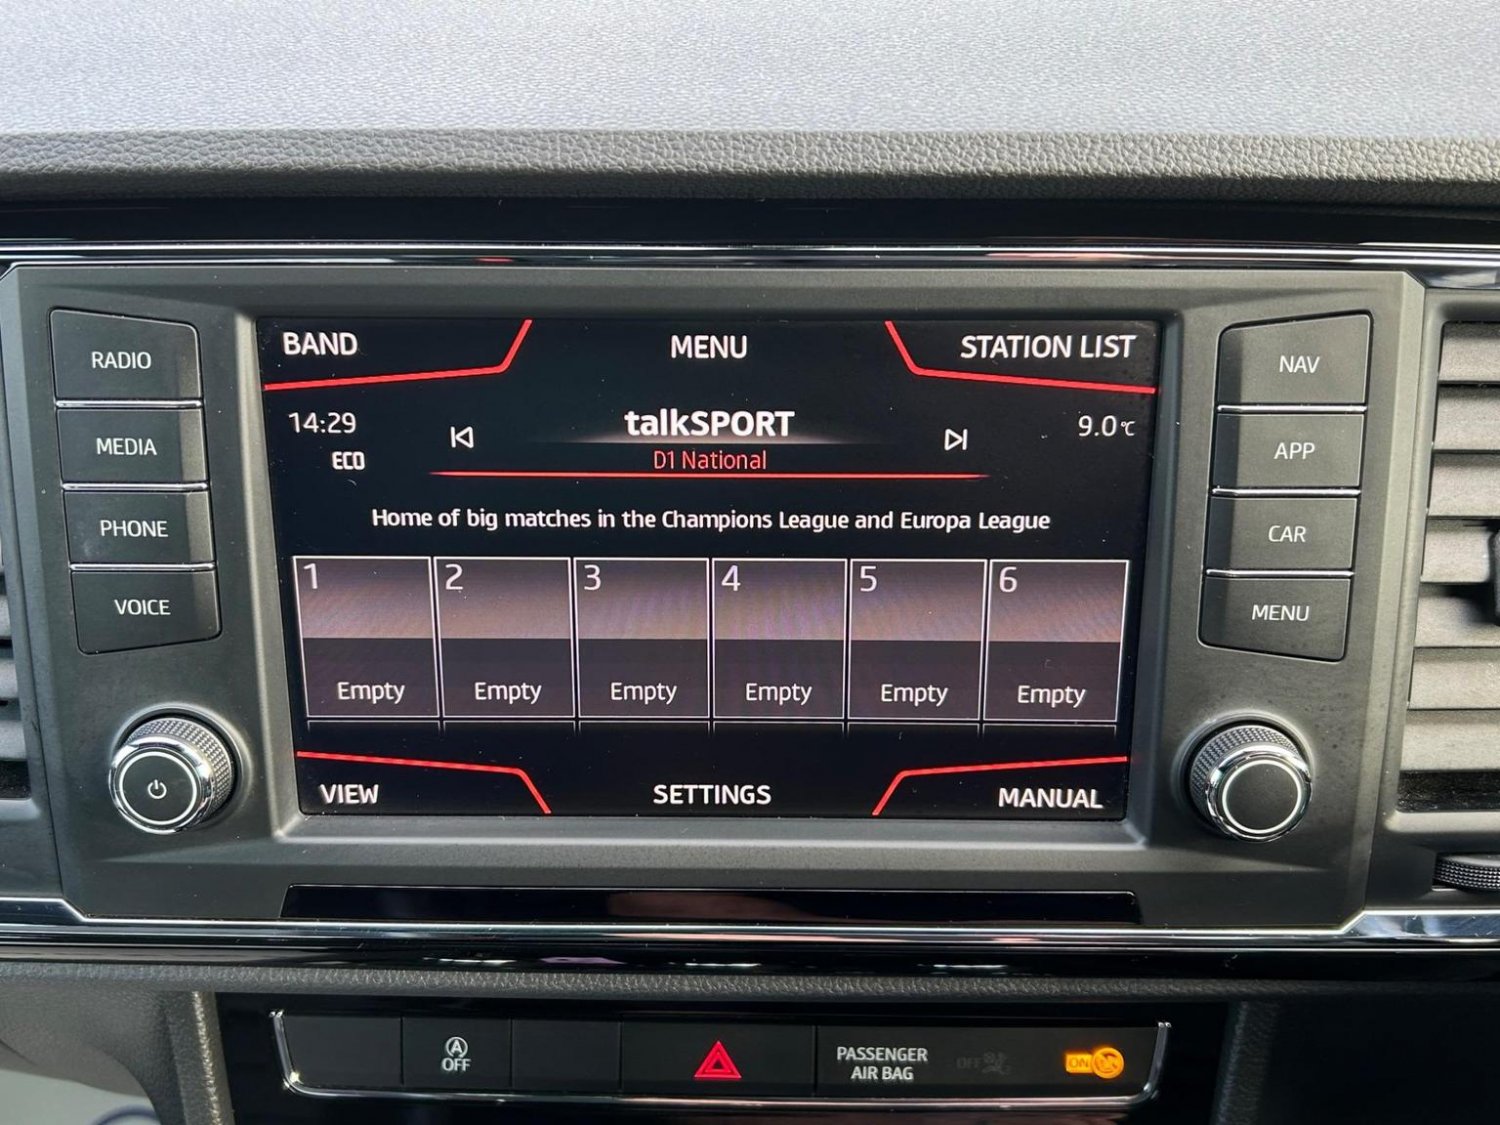 BAND
MENU
STATION LIST
RADIO
MEDIA
PHONE
VOICE
14:29
ECO
talkSPORT
D1 National
9.0°C
Home of big matches in the Champions League and Europa League
1
2
3
4
5
6
Empty
Empty
Empty
Empty
Empty
Empty
VIEW
SETTINGS
MANUAL
NAV
APP
CAR
MENU
A
OFF
PASSENGER
AIR BAG
OFF
ON